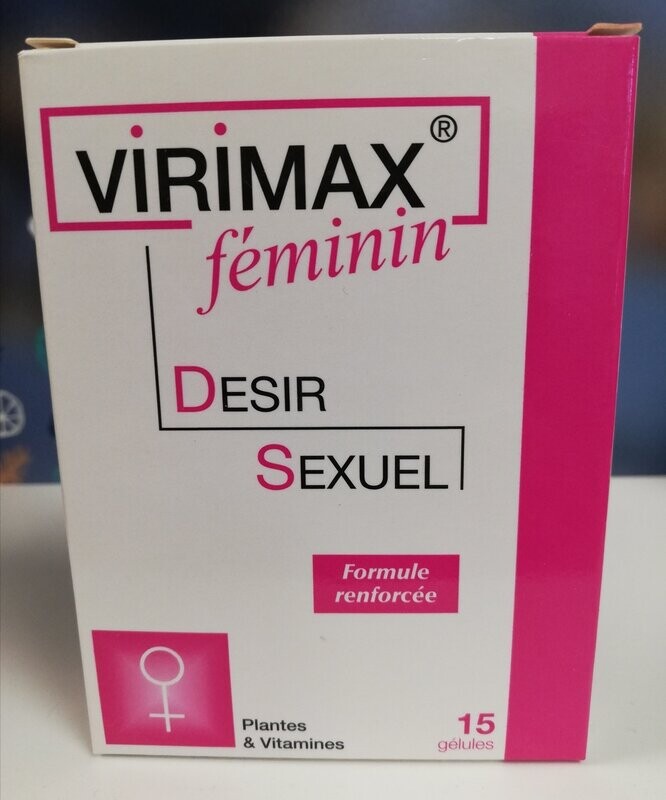 VIRIMAX®
féminin
DESIR
SEXUEL
Formule
renforcée
Plantes
& Vitamines
15
gélules